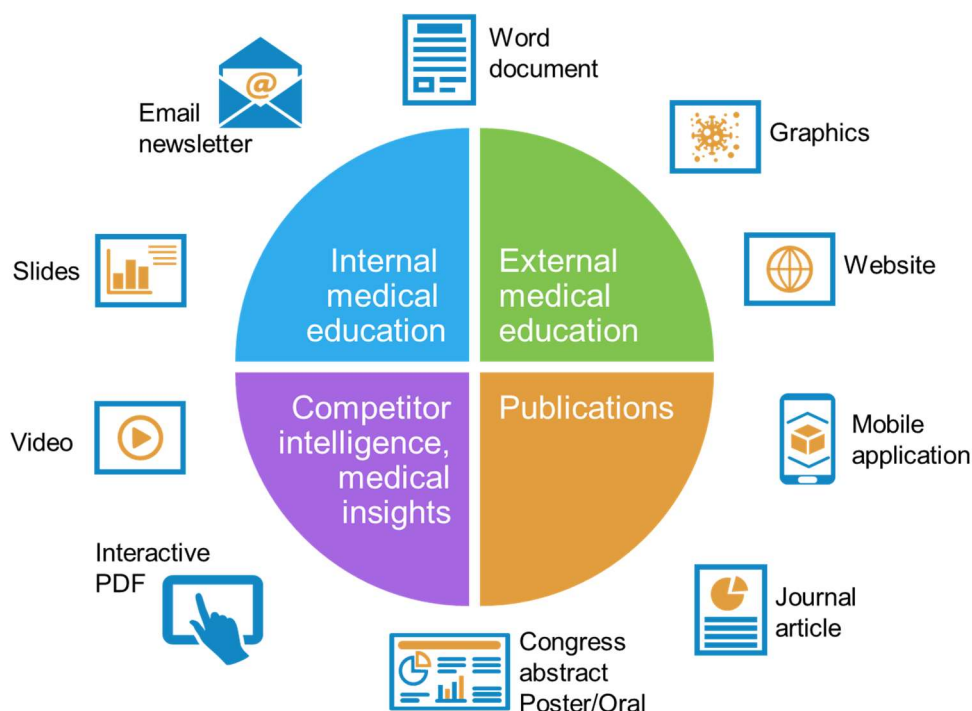 Word
document
Email
newsletter
@
Graphics
Slides
Internal
medical
education
External
medical
education
Website
Video
Competitor
intelligence,
medical
insights
Publications
Mobile
application
Interactive
PDF
Journal
article
Congress
abstract
Poster/Oral